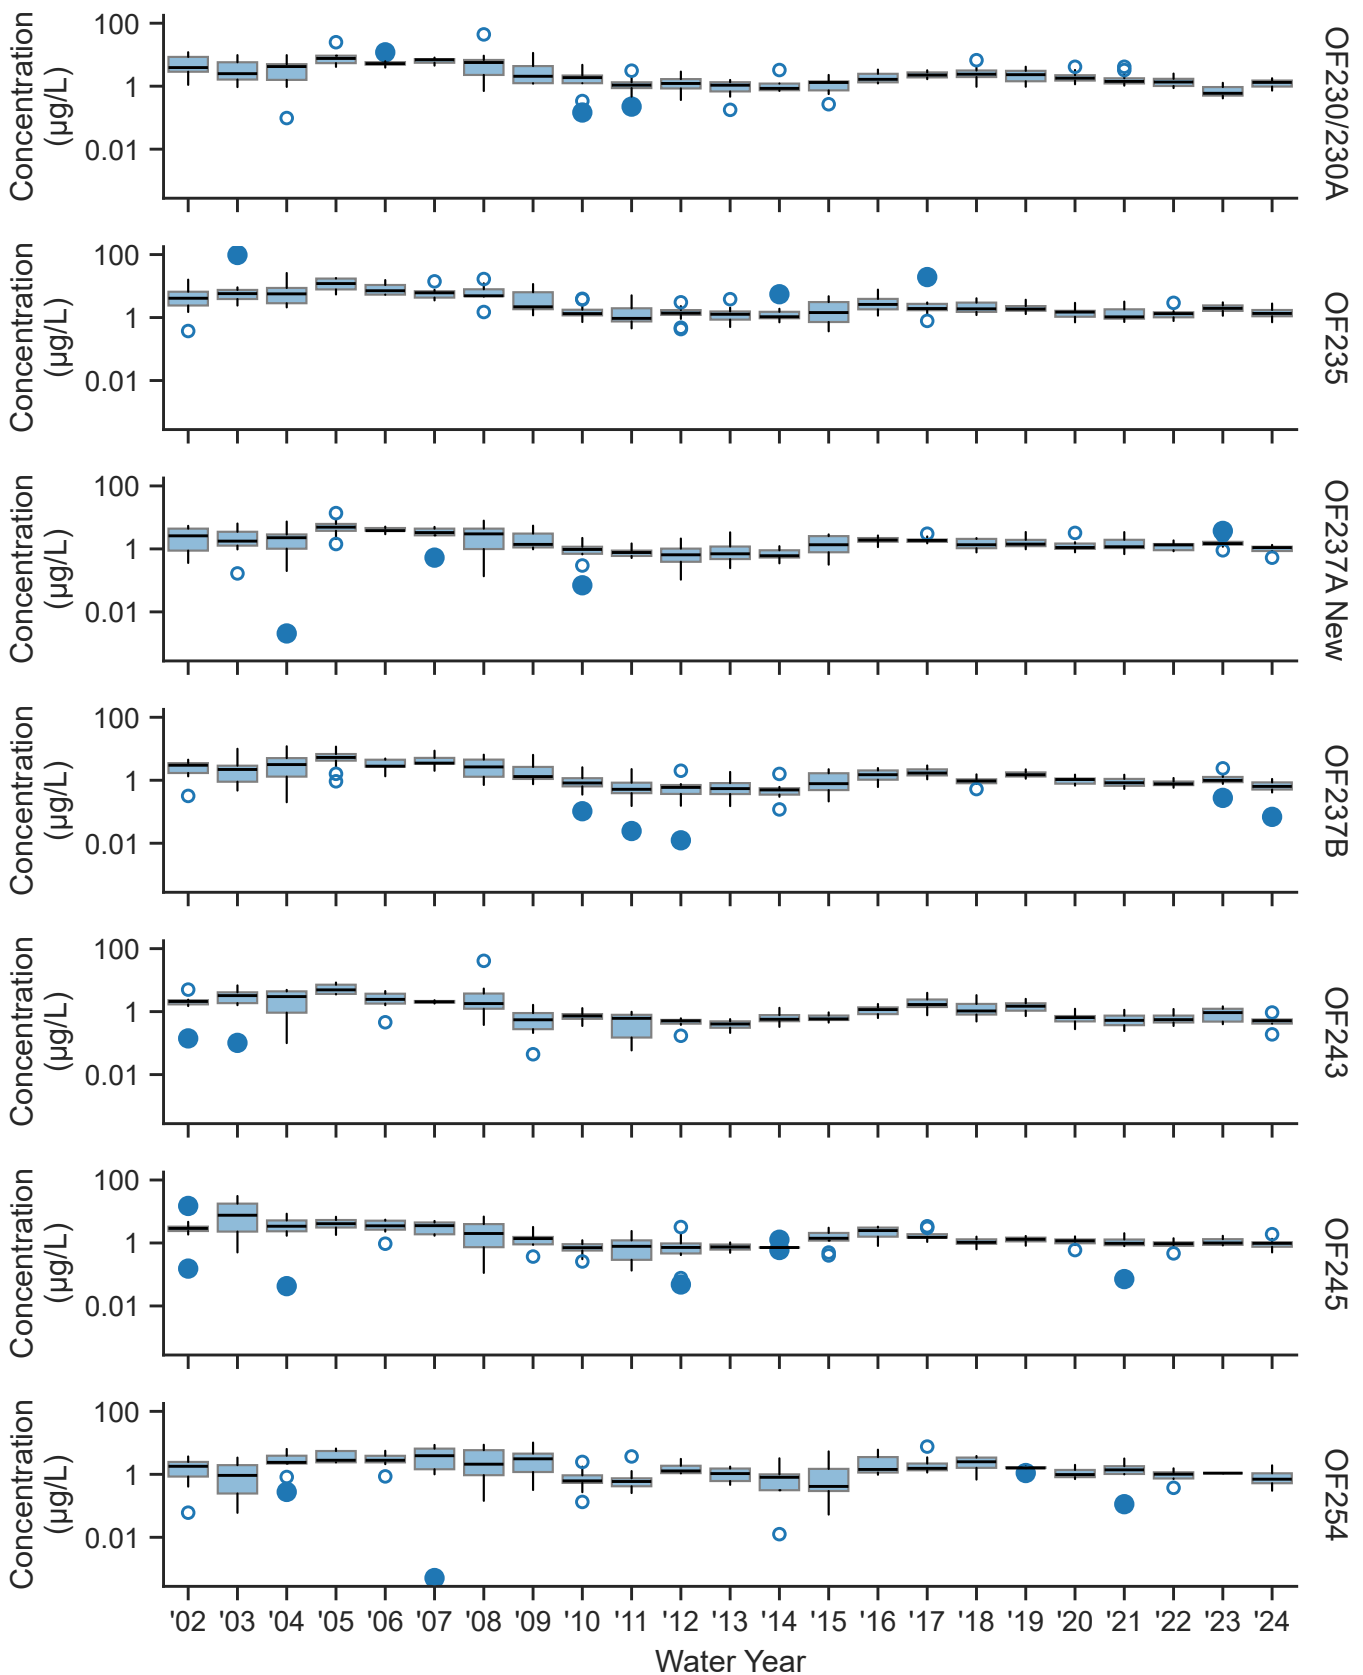 Concentration
(µg/L)
100
1
0.01
OF230/230A
Concentration
(µg/L)
100
1
0.01
OF235
Concentration
(µg/L)
100
1
0.01
OF237A New
Concentration
(µg/L)
100
1
0.01
OF237B
Concentration
(µg/L)
100
1
0.01
OF243
Concentration
(µg/L)
100
1
0.01
OF245
Concentration
(µg/L)
100
1
0.01
OF254
'02 '03 '04 '05 '06 '07 '08 '09 '10 '11 '12 '13 '14 '15 '16 '17 '18 '19 '20 '21 '22 '23 '24
Water Year